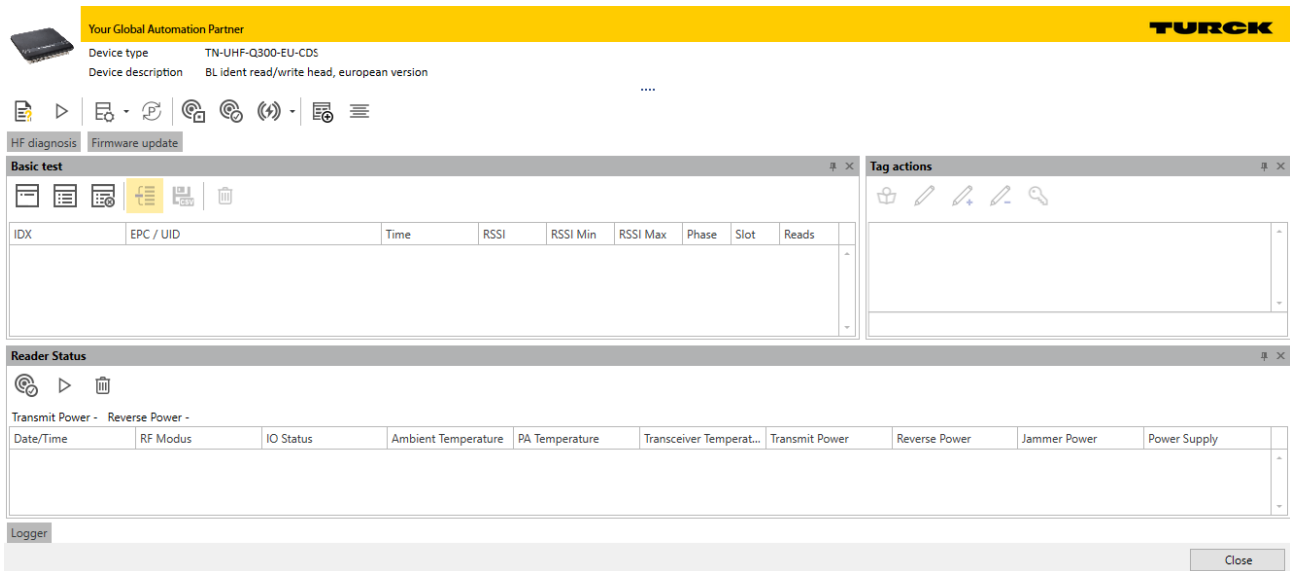 Your Global Automation Partner
TURCK
Device type TN-UHF-Q300-EU-CDS
Device description BL ident read/write head, european version
....
HF diagnosis Firmware update
Basic test
CSV
IDX EPC / UID Time RSSI RSSI Min RSSI Max Phase Slot Reads
Tag actions
Reader Status
Transmit Power - Reverse Power -
Date/Time RF Modus IO Status Ambient Temperature PA Temperature Transceiver Temperat... Transmit Power Reverse Power Jammer Power Power Supply
Logger
Close